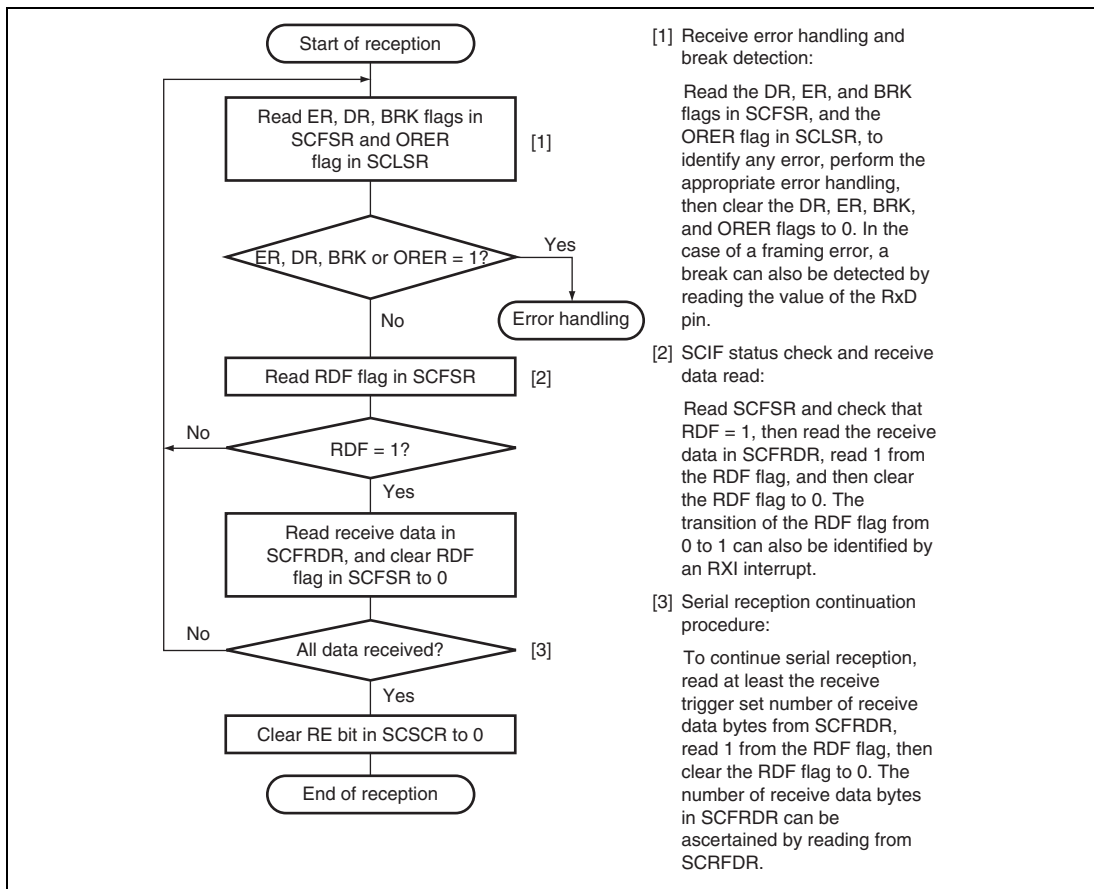 Start of reception
Read ER, DR, BRK flags in
SCFSR and ORER
flag in SCLSR
[1]
ER, DR, BRK or ORER = 1?
Yes
Error handling
No
Read RDF flag in SCFSR
[2]
No
RDF = 1?
Yes
Read receive data in
SCFRDR, and clear RDF
flag in SCFSR to 0
No
All data received?
[3]
Yes
Clear RE bit in SCSCR to 0
End of reception
[1] Receive error handling and
break detection:
Read the DR, ER, and BRK
flags in SCFSR, and the
ORER flag in SCLSR, to
identify any error, perform the
appropriate error handling,
then clear the DR, ER, BRK,
and ORER flags to 0. In the
case of a framing error, a
break can also be detected by
reading the value of the RxD
pin.
[2] SCIF status check and receive
data read:
Read SCFSR and check that
RDF = 1, then read the receive
data in SCFRDR, read 1 from
the RDF flag, and then clear
the RDF flag to 0. The
transition of the RDF flag from
0 to 1 can also be identified by
an RXI interrupt.
[3] Serial reception continuation
procedure:
To continue serial reception,
read at least the receive
trigger set number of receive
data bytes from SCFRDR,
read 1 from the RDF flag, then
clear the RDF flag to 0. The
number of receive data bytes
in SCFRDR can be
ascertained by reading from
SCRFDR.